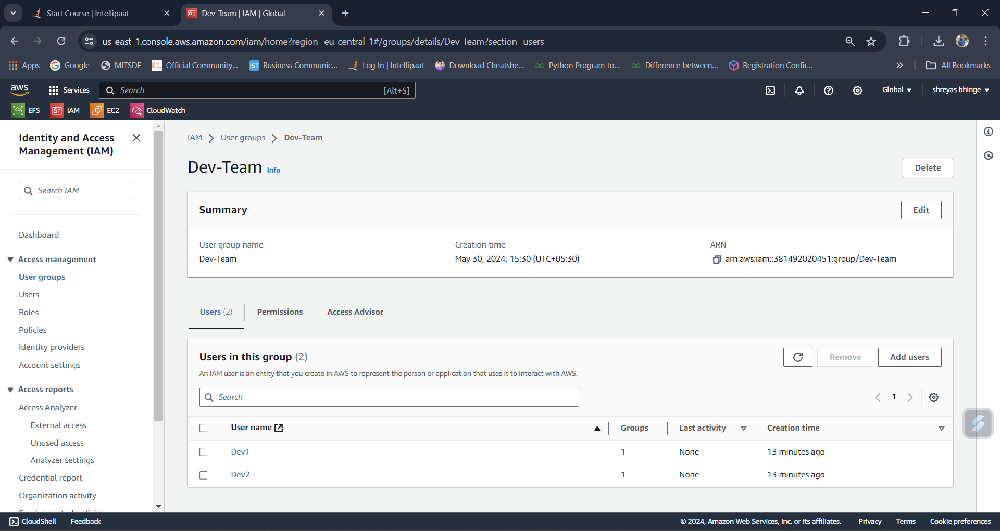 Start Course | Intellipaat
Dev-Team | IAM | Global
us-east-1.console.aws.amazon.com/iam/home?region=eu-central-1#/groups/details/Dev-Team?section=users
Apps Google MITSDE Official Community... IST Business Communic... Log In | Intellipaat Download Cheatshe... Python Program to... Difference between... Registration Confir... » All Bookmarks
aws Services Search [Alt+S] Global shreyas bhinge
EFS IAM EC2 CloudWatch
Identity and Access
Management (IAM)
Search IAM
Dashboard
Access management
User groups
Users
Roles
Policies
Identity providers
Account settings
Access reports
Access Analyzer
External access
Unused access
Analyzer settings
Credential report
Organization activity
Service control policies
IAM > User groups > Dev-Team
Dev-Team Info
Delete
Summary
Edit
User group name
Dev-Team
Creation time
May 30, 2024, 15:30 (UTC+05:30)
ARN
arn:aws:iam::381492020451:group/Dev-Team
Users (2) Permissions Access Advisor
Users in this group (2)
Remove Add users
An IAM user is an entity that you create in AWS to represent the person or application that uses it to interact with AWS.
Search
1
User name Groups Last activity Creation time
Dev1 1 None 13 minutes ago
Dev2 1 None 13 minutes ago
CloudShell Feedback © 2024, Amazon Web Services, Inc. or its affiliates. Privacy Terms Cookie preferences